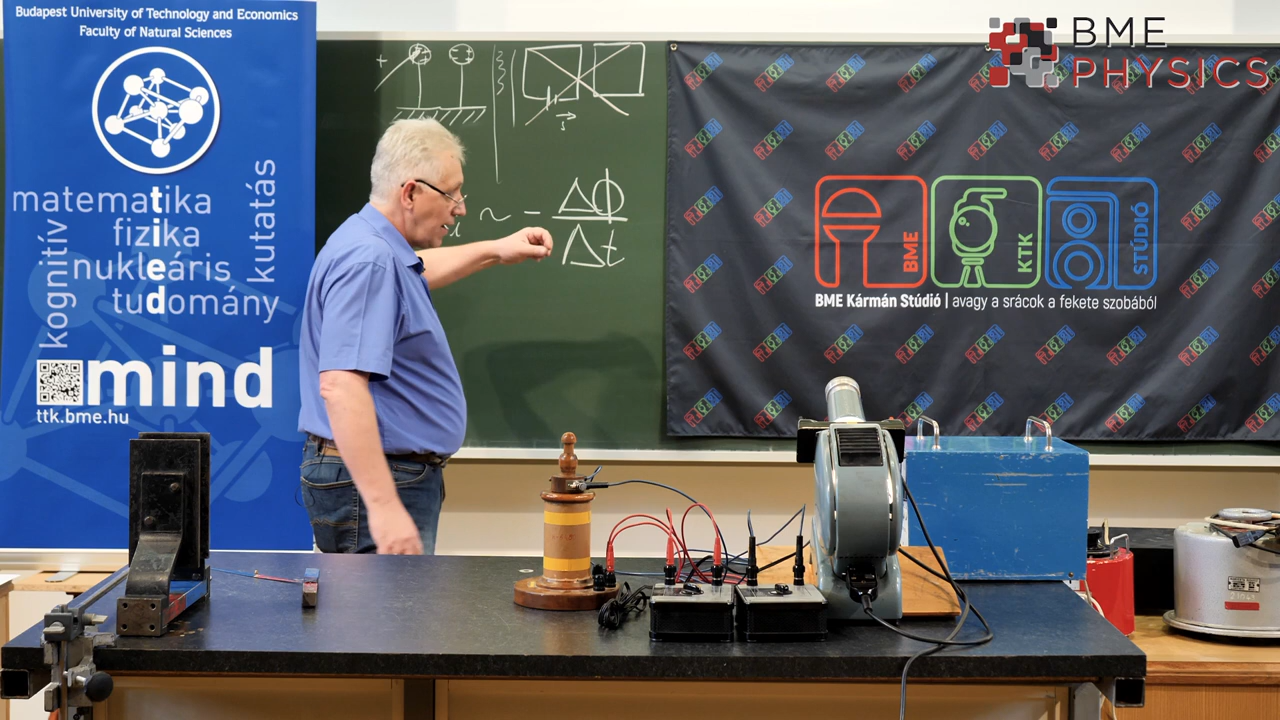 Budapest University of Technology and Economics
Faculty of Natural Sciences
matematika
fizika
kognitív
nukleáris
tudomány
kutatás
mind
ttk.bme.hu
+
s
~ - ΔΦ
Δt
BME
PHYSICS
BME
KTK
STÚDIÓ
BME Kármán Stúdió | avagy a srácok a fekete szobából